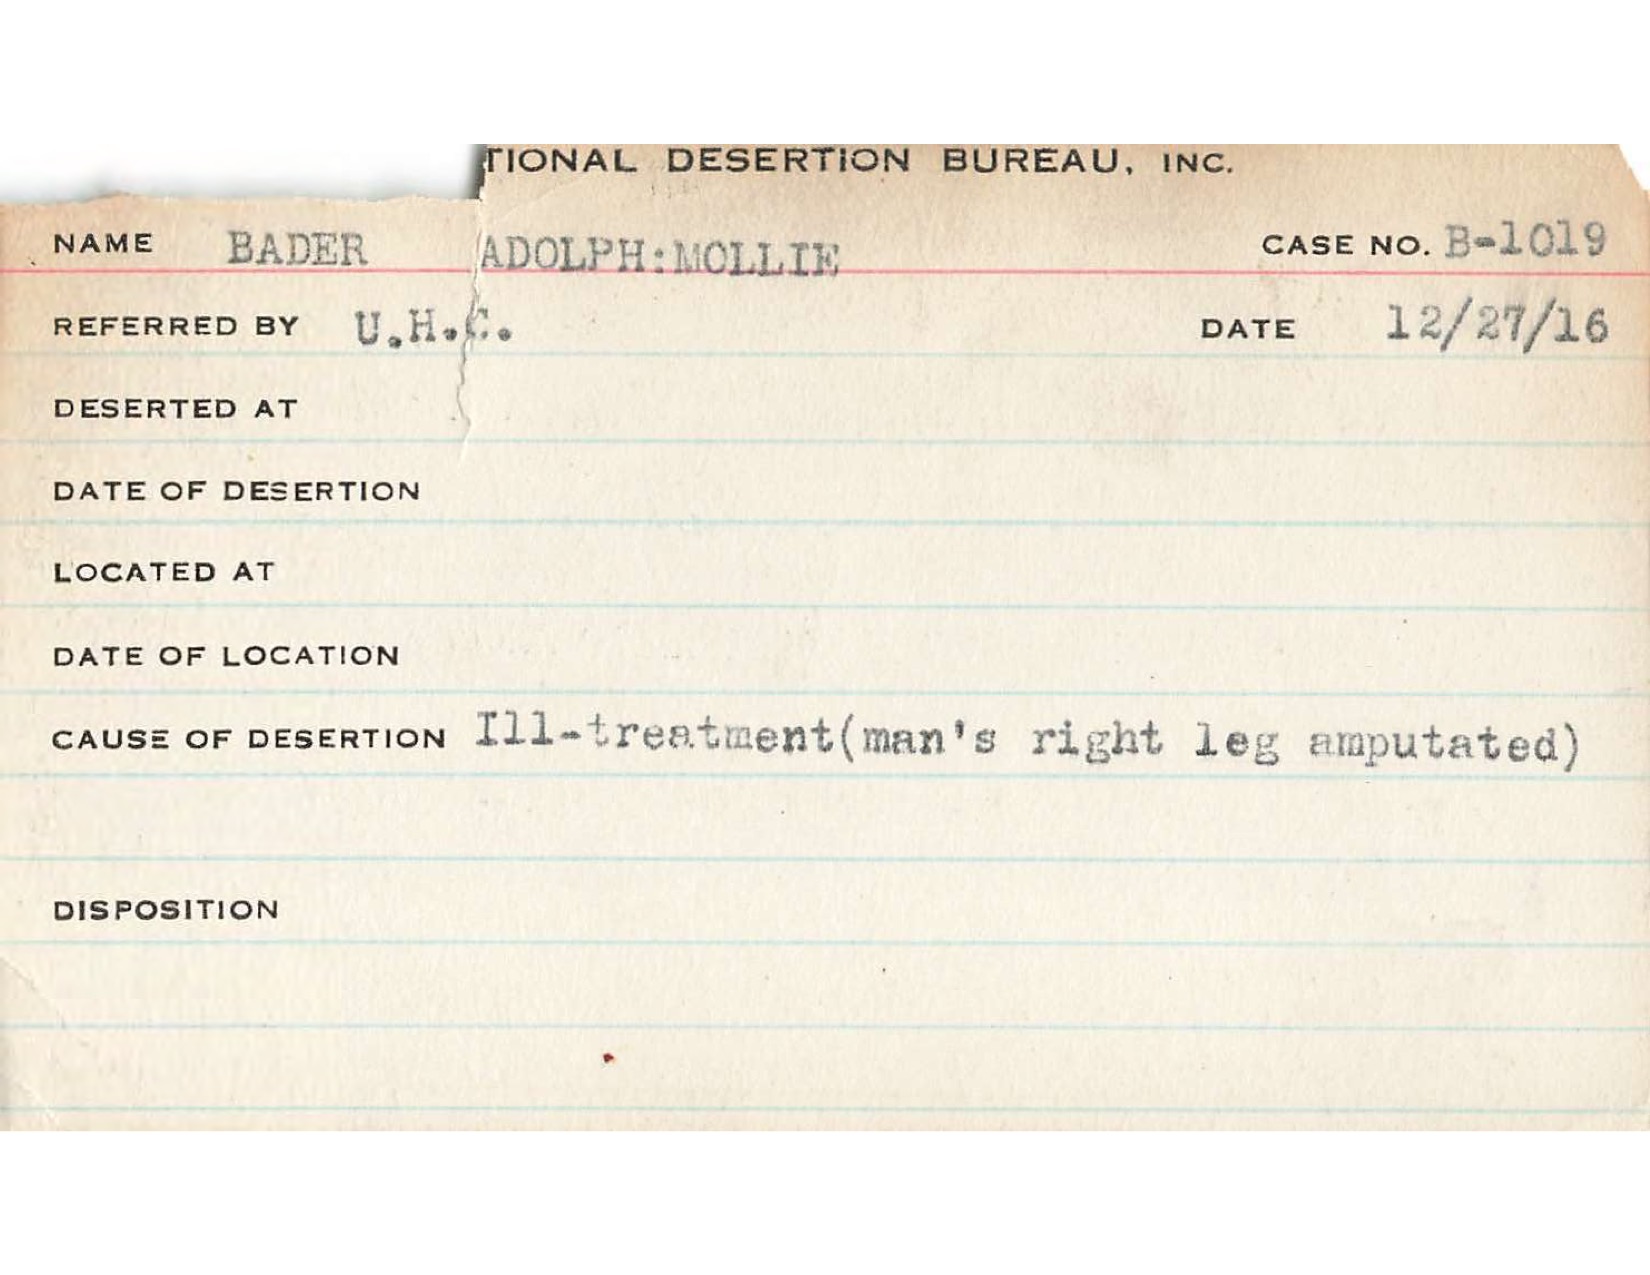 TIONAL DESERTION BUREAU, INC.
NAME BADER ADOLPH:MOLLIE CASE NO. B-1019
REFERRED BY U.H.C. DATE 12/27/16
DESERTED AT
DATE OF DESERTION
LOCATED AT
DATE OF LOCATION
CAUSE OF DESERTION Ill-treatment(man's right leg amputated)
DISPOSITION